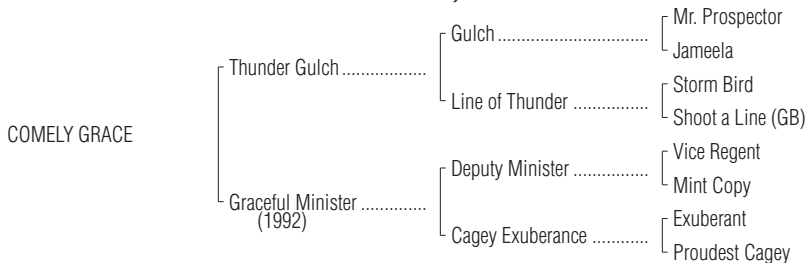 Mr. Prospector
Gulch
Jameela
Thunder Gulch
Storm Bird
Line of Thunder
Shoot a Line (GB)
COMELY GRACE
Vice Regent
Deputy Minister
Mint Copy
Graceful Minister
(1992)
Exuberant
Cagey Exuberance
Proudest Cagey